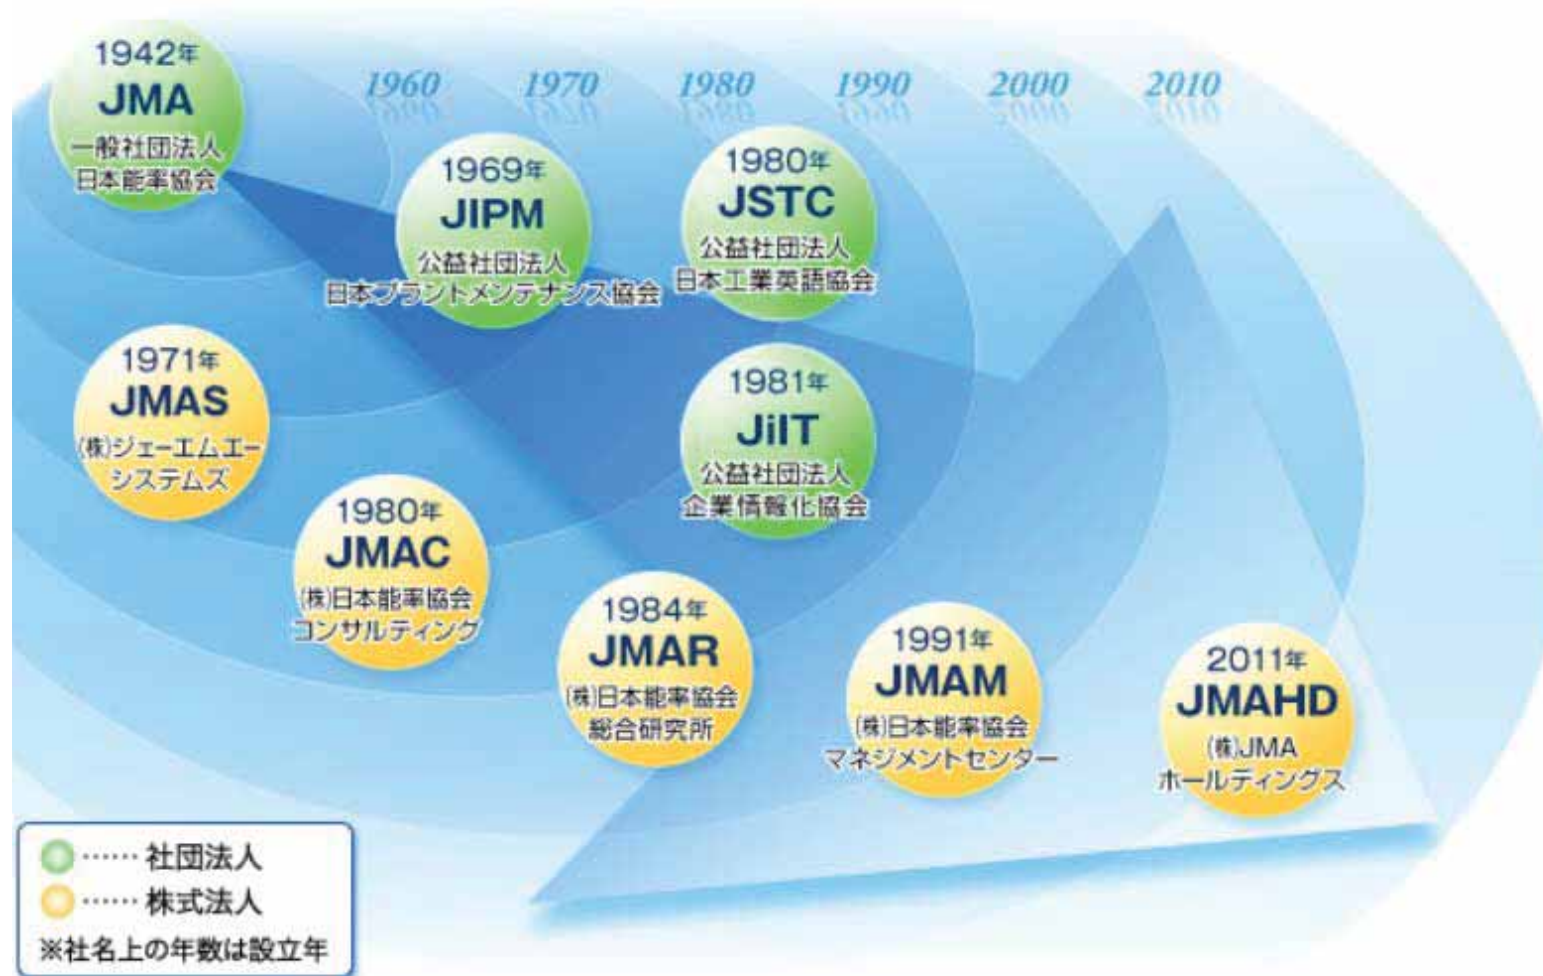 1942年
JMA
一般社団法人
日本能率協会
1960
1970
1980
1990
2000
2010
1969年
JIPM
公益社団法人
日本プラントメンテナンス協会
1980年
JSTC
公益社団法人
日本工業英語協会
1971年
JMAS
(株)ジェーエムエー
システムズ
1981年
JiIT
公益社団法人
企業情報化協会
1980年
JMAC
(株)日本能率協会
コンサルティング
1984年
JMAR
(株)日本能率協会
総合研究所
1991年
JMAM
(株)日本能率協会
マネジメントセンター
2011年
JMAHD
(株)JMA
ホールディングス
……社団法人
……株式法人
※社名上の年数は設立年